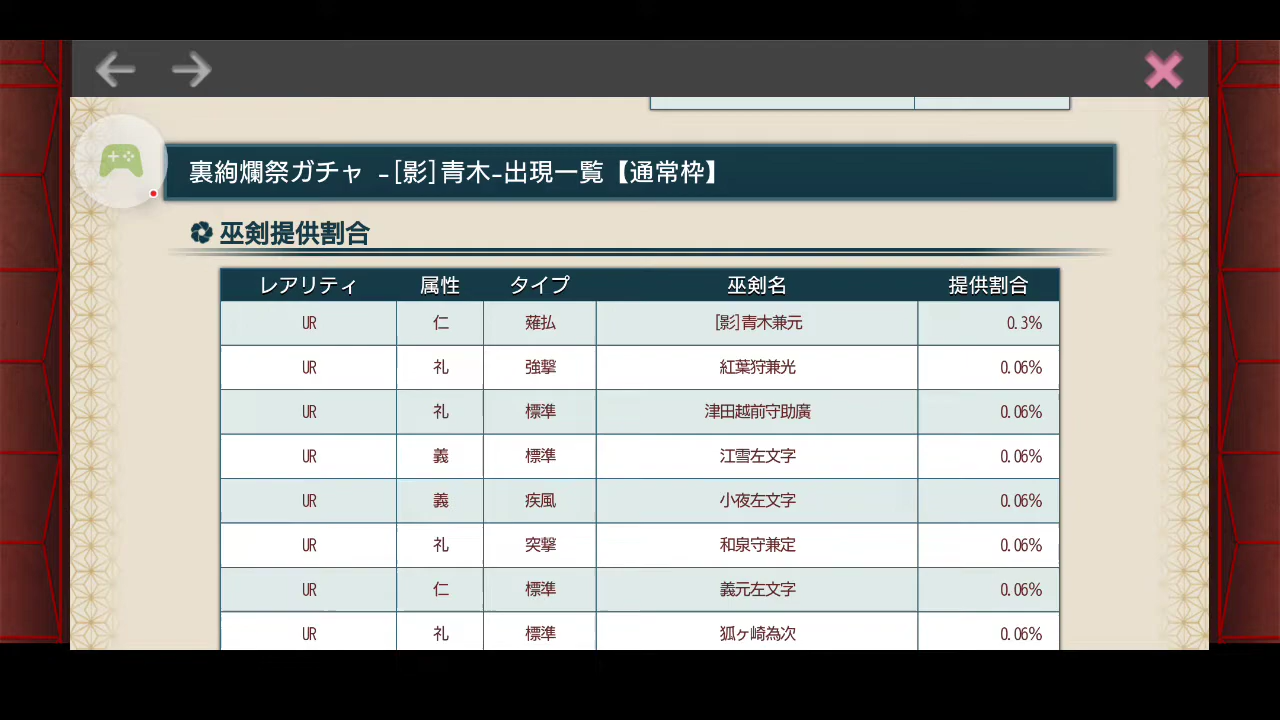 裏絢爛祭ガチャ -[影]青木-出現一覧【通常枠】
巫剣提供割合
レアリティ 属性 タイプ 巫剣名 提供割合
UR 仁 薙払 [影]青木兼元 0.3%
UR 礼 強撃 紅葉狩兼光 0.06%
UR 礼 標準 津田越前守助廣 0.06%
UR 義 標準 江雪左文字 0.06%
UR 義 疾風 小夜左文字 0.06%
UR 礼 突撃 和泉守兼定 0.06%
UR 仁 標準 義元左文字 0.06%
UR 礼 標準 狐ヶ崎為次 0.06%